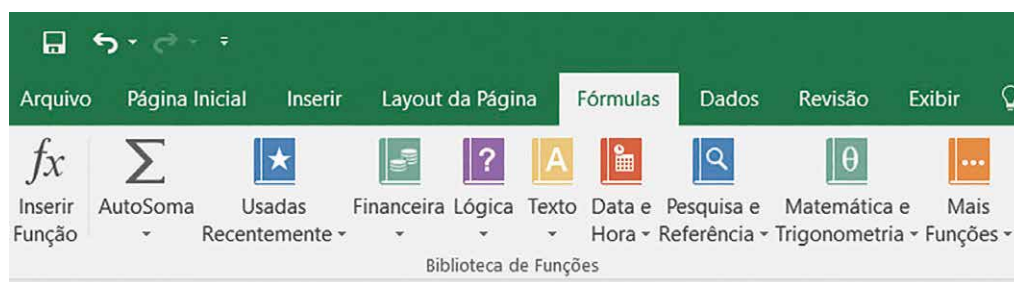 Arquivo Página Inicial Inserir Layout da Página Fórmulas Dados Revisão Exibir
fx Σ ? A θ
Inserir AutoSoma Usadas Financeira Lógica Texto Data e Pesquisa e Matemática e Mais
Função Recentemente Hora Referência Trigonometria Funções
Biblioteca de Funções